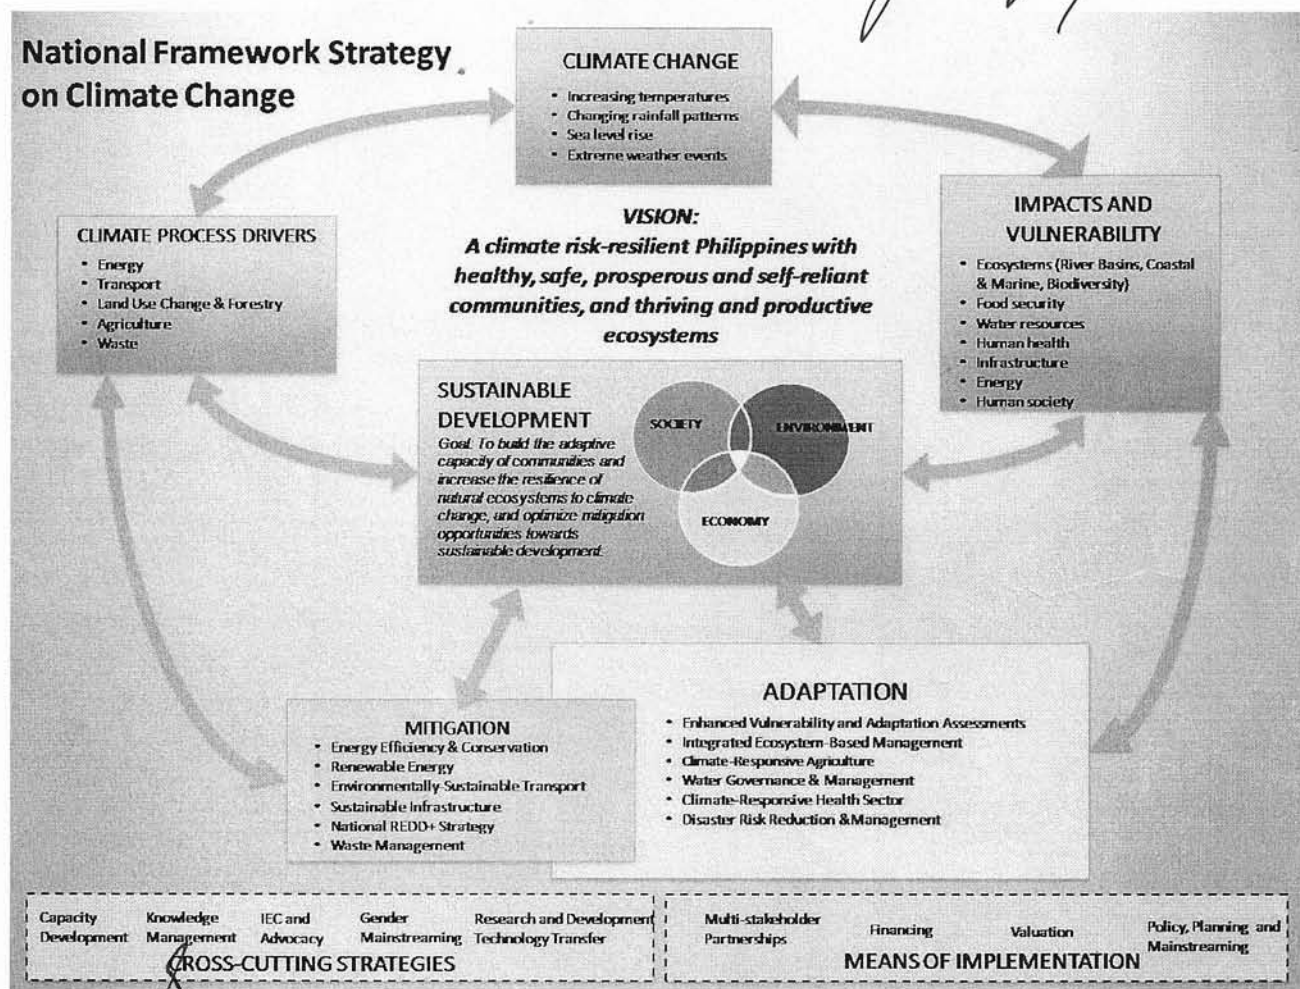 National Framework Strategy
on Climate Change
CLIMATE CHANGE
• Increasing temperatures
• Changing rainfall patterns
• Sea level rise
• Extreme weather events
CLIMATE PROCESS DRIVERS
• Energy
• Transport
• Land Use Change & Forestry
• Agriculture
• Waste
VISION:
A climate risk-resilient Philippines with
healthy, safe, prosperous and self-reliant
communities, and thriving and productive
ecosystems
IMPACTS AND
VULNERABILITY
• Ecosystems (River Basins, Coastal
& Marine, Biodiversity)
• Food security
• Water resources
• Human health
• Infrastructure
• Energy
• Human society
SUSTAINABLE
DEVELOPMENT
Goal: To build the adaptive
capacity of communities and
increase the resilience of
natural ecosystems to climate
change, and optimize mitigation
opportunities towards
sustainable development.
SOCIETY
ENVIRONMENT
ECONOMY
MITIGATION
• Energy Efficiency & Conservation
• Renewable Energy
• Environmentally-Sustainable Transport
• Sustainable Infrastructure
• National REDD+ Strategy
• Waste Management
ADAPTATION
• Enhanced Vulnerability and Adaptation Assessments
• Integrated Ecosystem-Based Management
• Climate-Responsive Agriculture
• Water Governance & Management
• Climate-Responsive Health Sector
• Disaster Risk Reduction &Management
Capacity
Development
Knowledge
Management
IEC and
Advocacy
Gender
Mainstreaming
Research and Development
Technology Transfer
CROSS-CUTTING STRATEGIES
Multi-stakeholder
Partnerships
Financing
Valuation
Policy, Planning and
Mainstreaming
MEANS OF IMPLEMENTATION